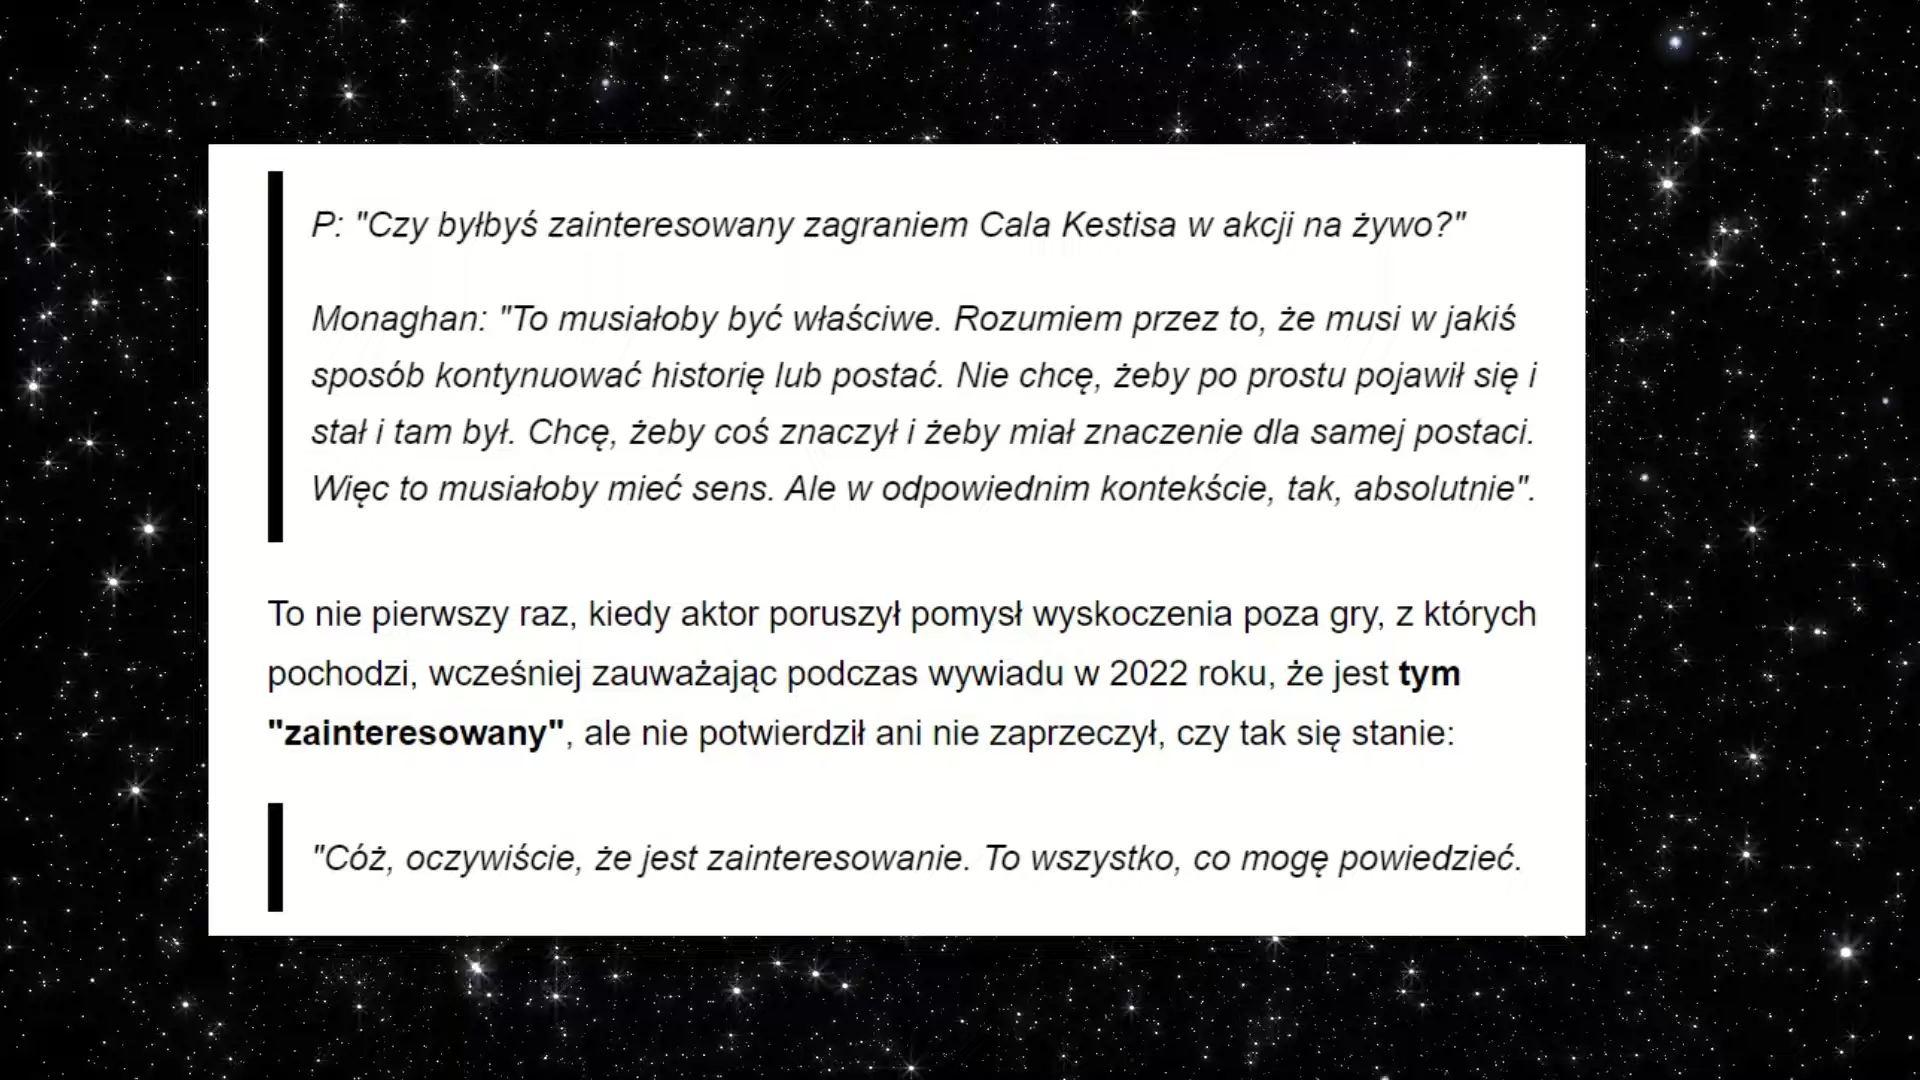 P: "Czy byłbyś zainteresowany zagraniem Cala Kestisa w akcji na żywo?"
Monaghan: "To musiałoby być właściwe. Rozumiem przez to, że musi w jakiś
sposób kontynuować historię lub postać. Nie chcę, żeby po prostu pojawił się i
stał i tam był. Chcę, żeby coś znaczył i żeby miał znaczenie dla samej postaci.
Więc to musiałoby mieć sens. Ale w odpowiednim kontekście, tak, absolutnie".
To nie pierwszy raz, kiedy aktor poruszył pomysł wyskoczenia poza gry, z których
pochodzi, wcześniej zauważając podczas wywiadu w 2022 roku, że jest tym
"zainteresowany", ale nie potwierdził ani nie zaprzeczył, czy tak się stanie:
"Cóż, oczywiście, że jest zainteresowanie. To wszystko, co mogę powiedzieć.